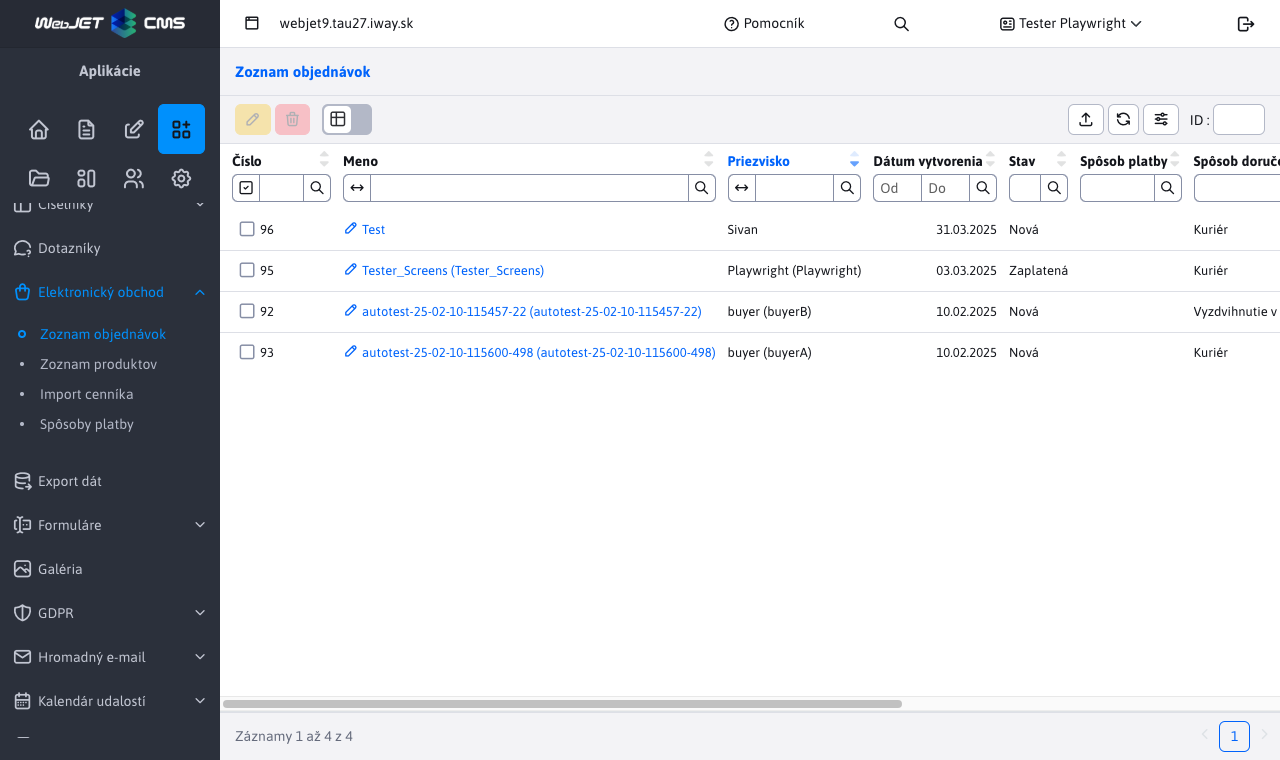 WebJET CMS
webjet9.tau27.iway.sk
Pomocník
Tester Playwright
Aplikácie
Číselníky
Dotazníky
Elektronický obchod
Zoznam objednávok
Zoznam produktov
Import cenníka
Spôsoby platby
Export dát
Formuláre
Galéria
GDPR
Hromadný e-mail
Kalendár udalostí
Zoznam objednávok
ID :
Číslo Meno Priezvisko Dátum vytvorenia Stav Spôsob platby Spôsob doruče
Od Do
96 Test Sivan 31.03.2025 Nová Kuriér
95 Tester_Screens (Tester_Screens) Playwright (Playwright) 03.03.2025 Zaplatená Kuriér
92 autotest-25-02-10-115457-22 (autotest-25-02-10-115457-22) buyer (buyerB) 10.02.2025 Nová Vyzdvihnutie v
93 autotest-25-02-10-115600-498 (autotest-25-02-10-115600-498) buyer (buyerA) 10.02.2025 Nová Kuriér
Záznamy 1 až 4 z 4
1